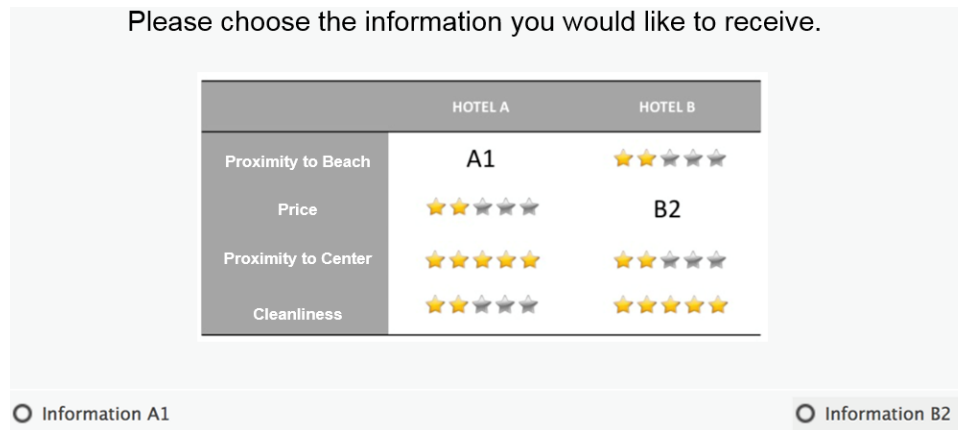 Please choose the information you would like to receive.
HOTEL A HOTEL B
Proximity to Beach A1
Price B2
Proximity to Center
Cleanliness
Information A1 Information B2